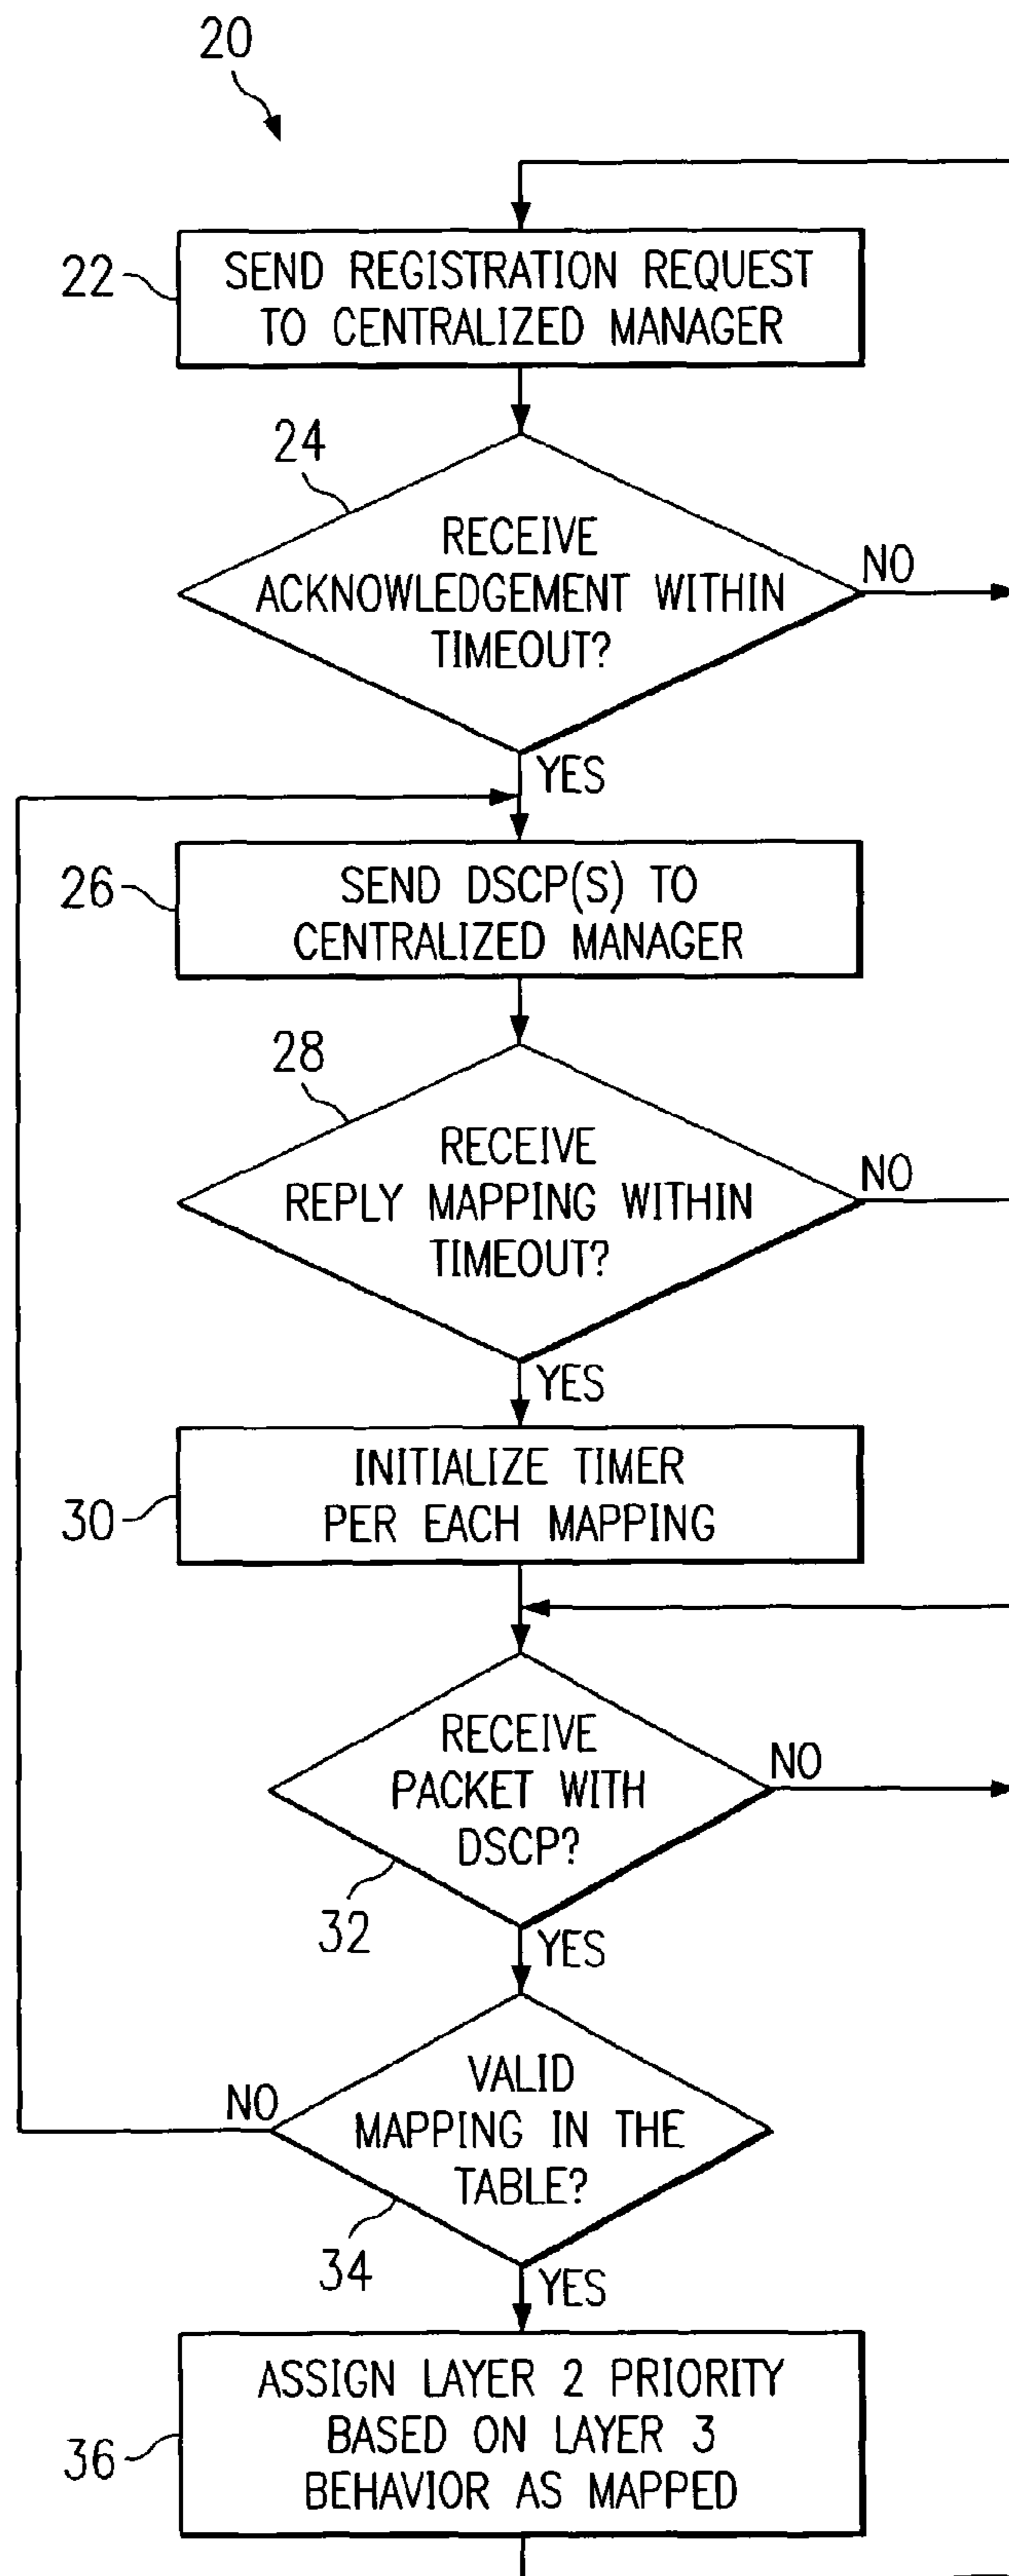 20
22
SEND REGISTRATION REQUEST
TO CENTRALIZED MANAGER
24
RECEIVE
ACKNOWLEDGEMENT WITHIN
TIMEOUT?
NO
YES
26
SEND DSCP(S) TO
CENTRALIZED MANAGER
28
RECEIVE
REPLY MAPPING WITHIN
TIMEOUT?
NO
YES
30
INITIALIZE TIMER
PER EACH MAPPING
RECEIVE
PACKET WITH
DSCP?
NO
32
YES
VALID
MAPPING IN THE
TABLE?
NO
34
YES
36
ASSIGN LAYER 2 PRIORITY
BASED ON LAYER 3
BEHAVIOR AS MAPPED